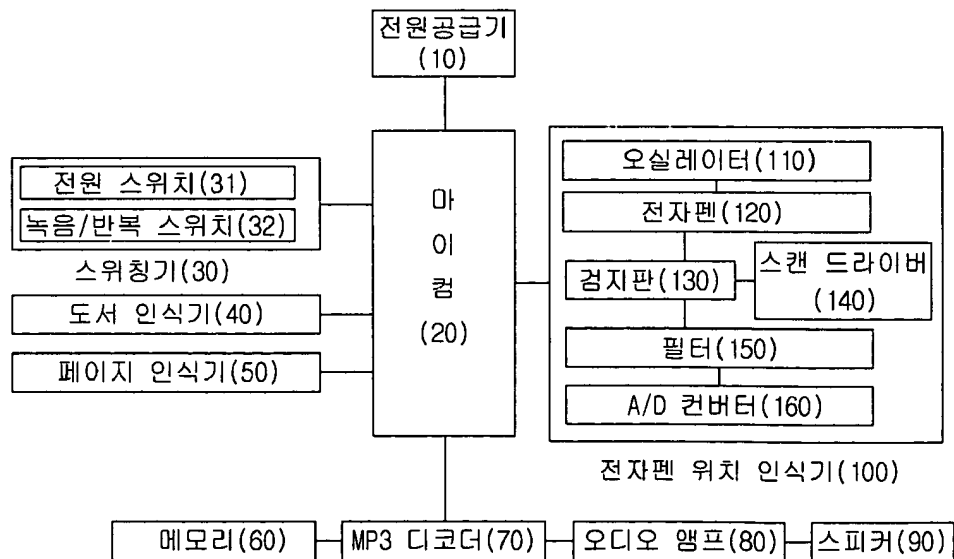 전원공급기
(10)
전원 스위치(31)
녹음/반복 스위치(32)
스위칭기(30)
도서 인식기(40)
페이지 인식기(50)
마
이
컴
(20)
오실레이터(110)
전자펜(120)
검지판(130)
스캔 드라이버
(140)
필터(150)
A/D 컨버터(160)
전자펜 위치 인식기(100)
메모리(60)
MP3 디코더(70)
오디오 앰프(80)
스피커(90)